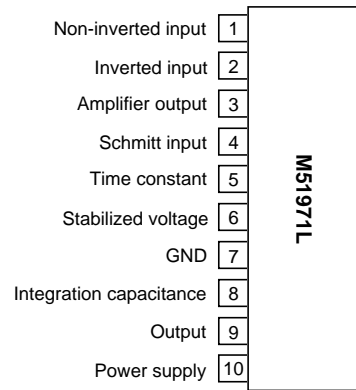 Non-inverted input 1
Inverted input 2
Amplifier output 3
Schmitt input 4
Time constant 5
Stabilized voltage 6
GND 7
Integration capacitance 8
Output 9
Power supply 10
M51971L